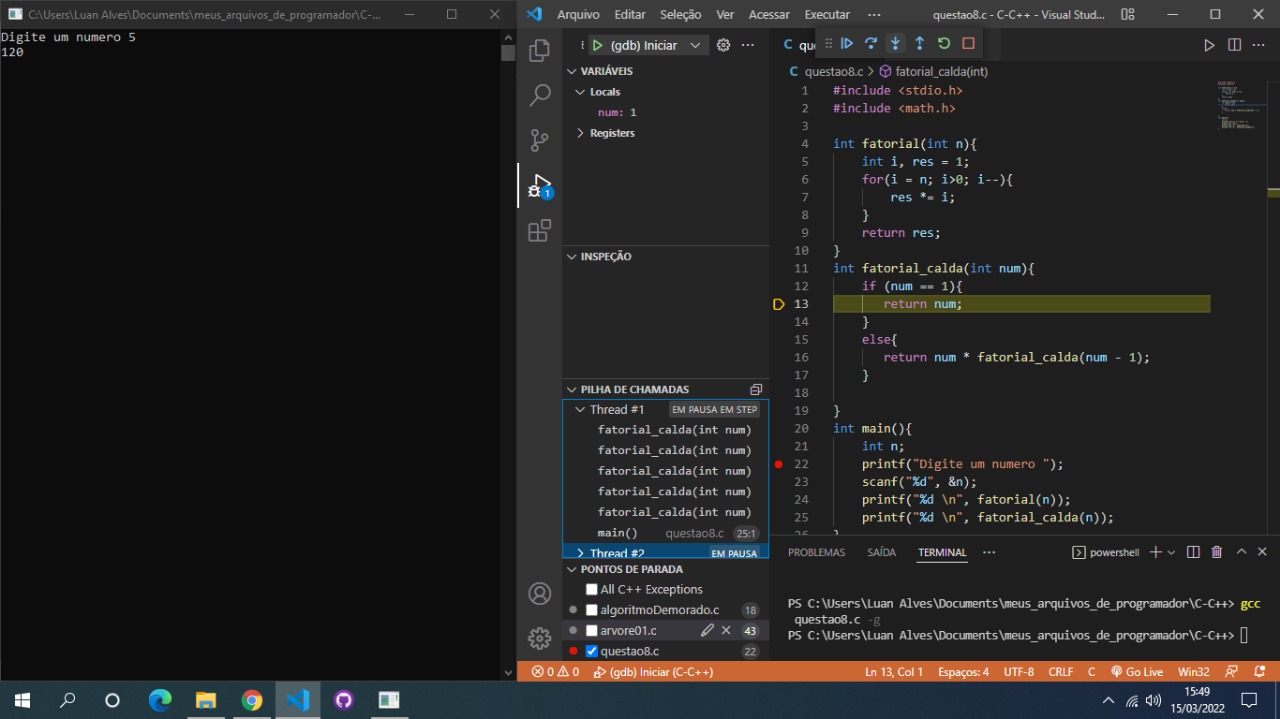 C:\Users\Luan Alves\Documents\meus_arquivos_de_programador\C-...
Digite um numero 5
120
Arquivo Editar Seleção Ver Acessar Executar ··· questao8.c - C-C++ - Visual Stud...
(gdb) Iniciar
VARIÁVEIS
Locals
num: 1
Registers
INSPEÇÃO
PILHA DE CHAMADAS
Thread #1 EM PAUSA EM STEP
fatorial_calda(int num)
fatorial_calda(int num)
fatorial_calda(int num)
fatorial_calda(int num)
fatorial_calda(int num)
main() questao8.c 25:1
Thread #2 EM PAUSA
PONTOS DE PARADA
All C++ Exceptions
algoritmoDemorado.c 18
arvore01.c 43
questao8.c 22
1
C questao8.c > fatorial_calda(int)
1 #include <stdio.h>
2 #include <math.h>
3
4 int fatorial(int n){
5 int i, res = 1;
6 for(i = n; i>0; i--){
7 res *= i;
8 }
9 return res;
10 }
11 int fatorial_calda(int num){
12 if (num == 1){
13 return num;
14 }
15 else{
16 return num * fatorial_calda(num - 1);
17 }
18
19 }
20 int main(){
21 int n;
22 printf("Digite um numero ");
23 scanf("%d", &n);
24 printf("%d \n", fatorial(n));
25 printf("%d \n", fatorial_calda(n));
PROBLEMAS SAÍDA TERMINAL ··· powershell
PS C:\Users\Luan Alves\Documents\meus_arquivos_de_programador\C-C++> gcc
questao8.c -g
PS C:\Users\Luan Alves\Documents\meus_arquivos_de_programador\C-C++>
0 0 (gdb) Iniciar (C-C++) Ln 13, Col 1 Espaços: 4 UTF-8 CRLF C Go Live Win32
15:49
15/03/2022